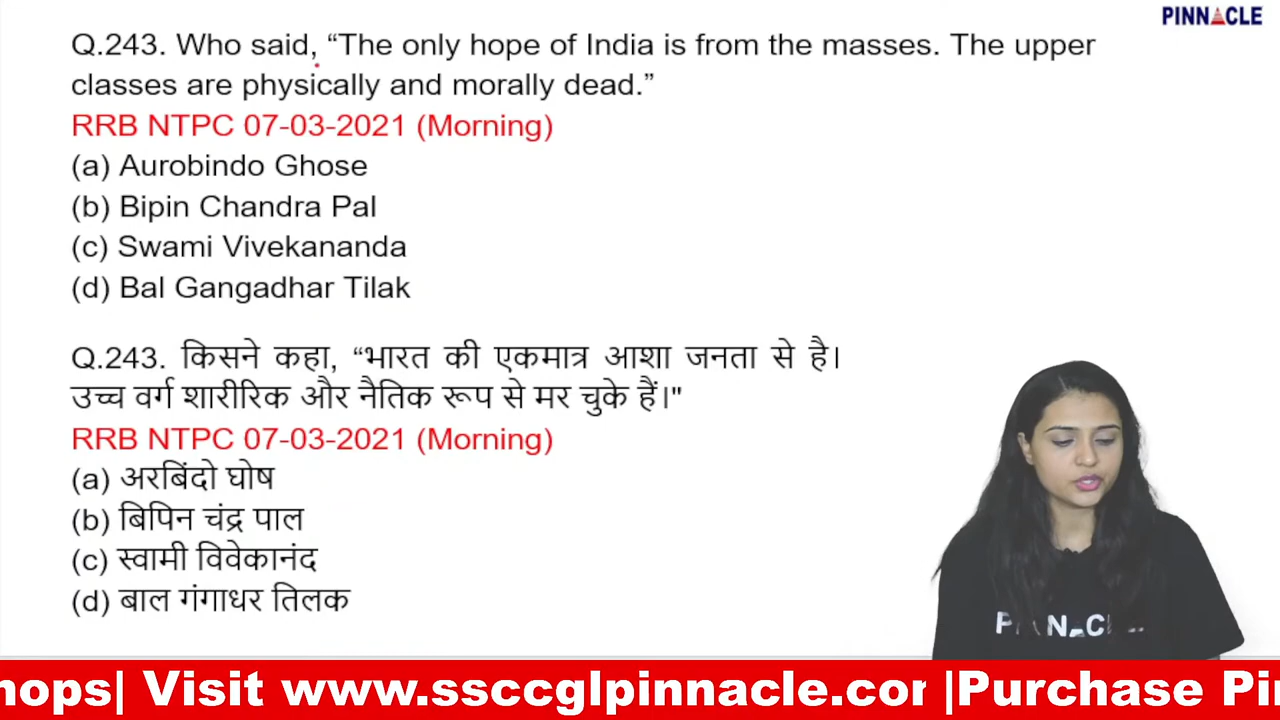 PINNACLE
Q.243. Who said, “The only hope of India is from the masses. The upper
classes are physically and morally dead.”
RRB NTPC 07-03-2021 (Morning)
(a) Aurobindo Ghose
(b) Bipin Chandra Pal
(c) Swami Vivekananda
(d) Bal Gangadhar Tilak
Q.243. किसने कहा, “भारत की एकमात्र आशा जनता से है।
उच्च वर्ग शारीरिक और नैतिक रूप से मर चुके हैं।"
RRB NTPC 07-03-2021 (Morning)
(a) अरबिंदो घोष
(b) बिपिन चंद्र पाल
(c) स्वामी विवेकानंद
(d) बाल गंगाधर तिलक
hops| Visit www.ssccglpinnacle.cor |Purchase Pi